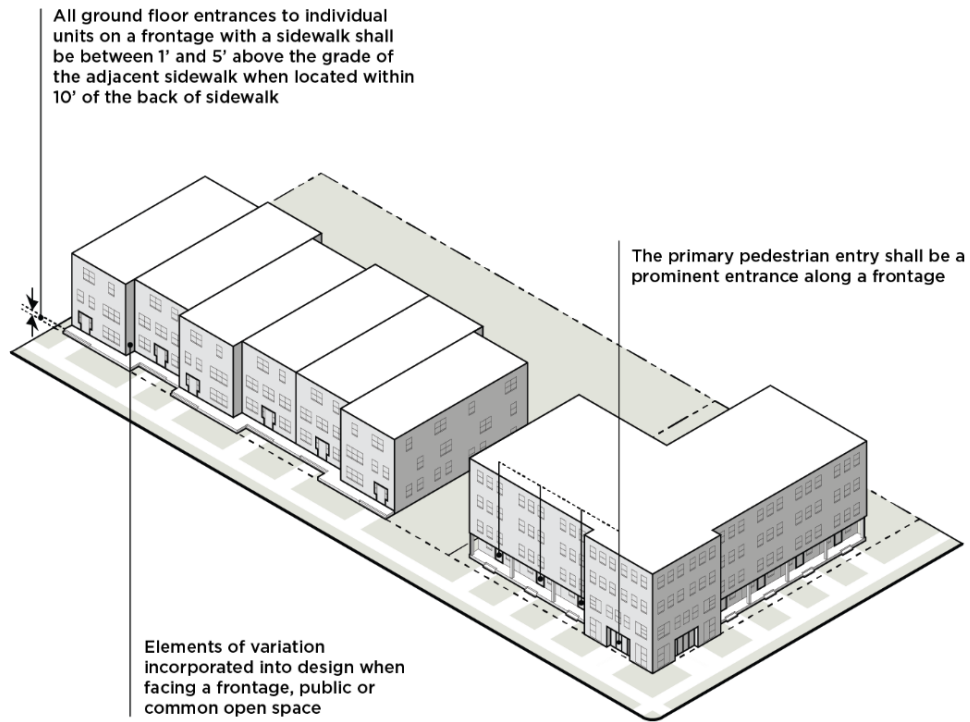 All ground floor entrances to individual
units on a frontage with a sidewalk shall
be between 1’ and 5’ above the grade of
the adjacent sidewalk when located within
10’ of the back of sidewalk
The primary pedestrian entry shall be a
prominent entrance along a frontage
Elements of variation
incorporated into design when
facing a frontage, public or
common open space